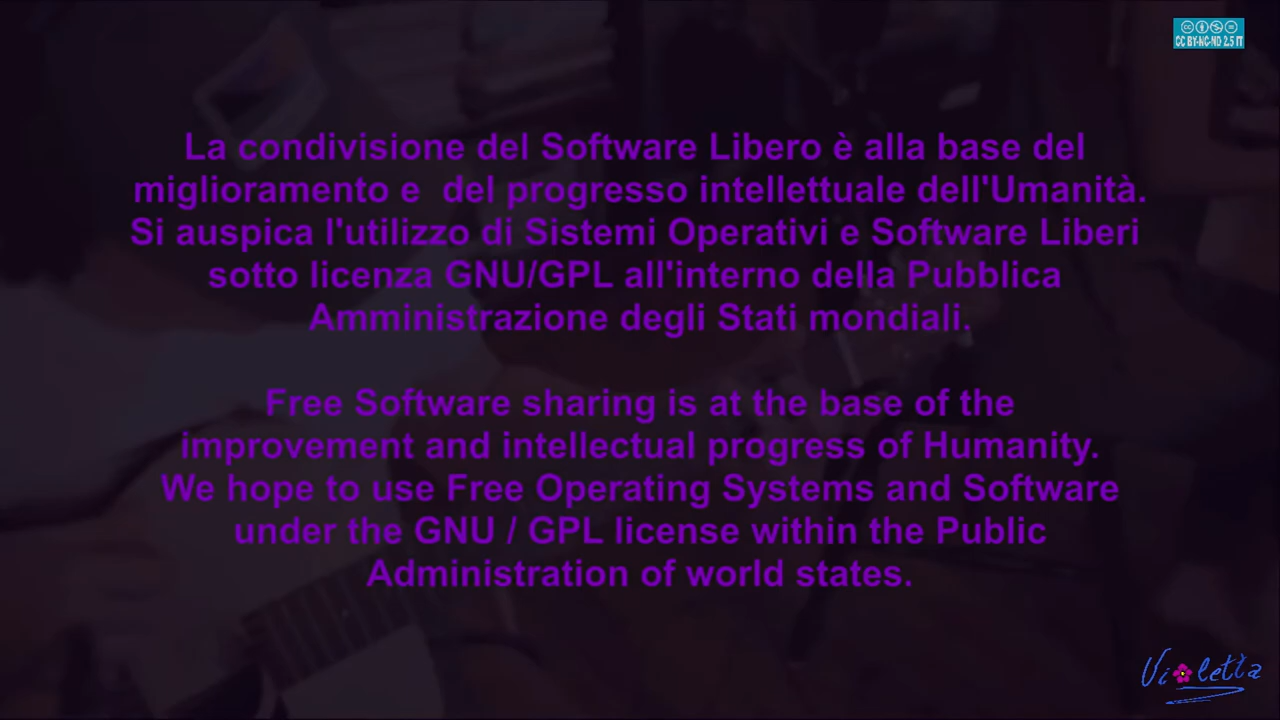 CC BY-NC-ND 2.5 IT
La condivisione del Software Libero è alla base del
miglioramento e  del progresso intellettuale dell'Umanità.
Si auspica l'utilizzo di Sistemi Operativi e Software Liberi
sotto licenza GNU/GPL all'interno della Pubblica
Amministrazione degli Stati mondiali.
Free Software sharing is at the base of the
improvement and intellectual progress of Humanity.
We hope to use Free Operating Systems and Software
under the GNU / GPL license within the Public
Administration of world states.
Violetta